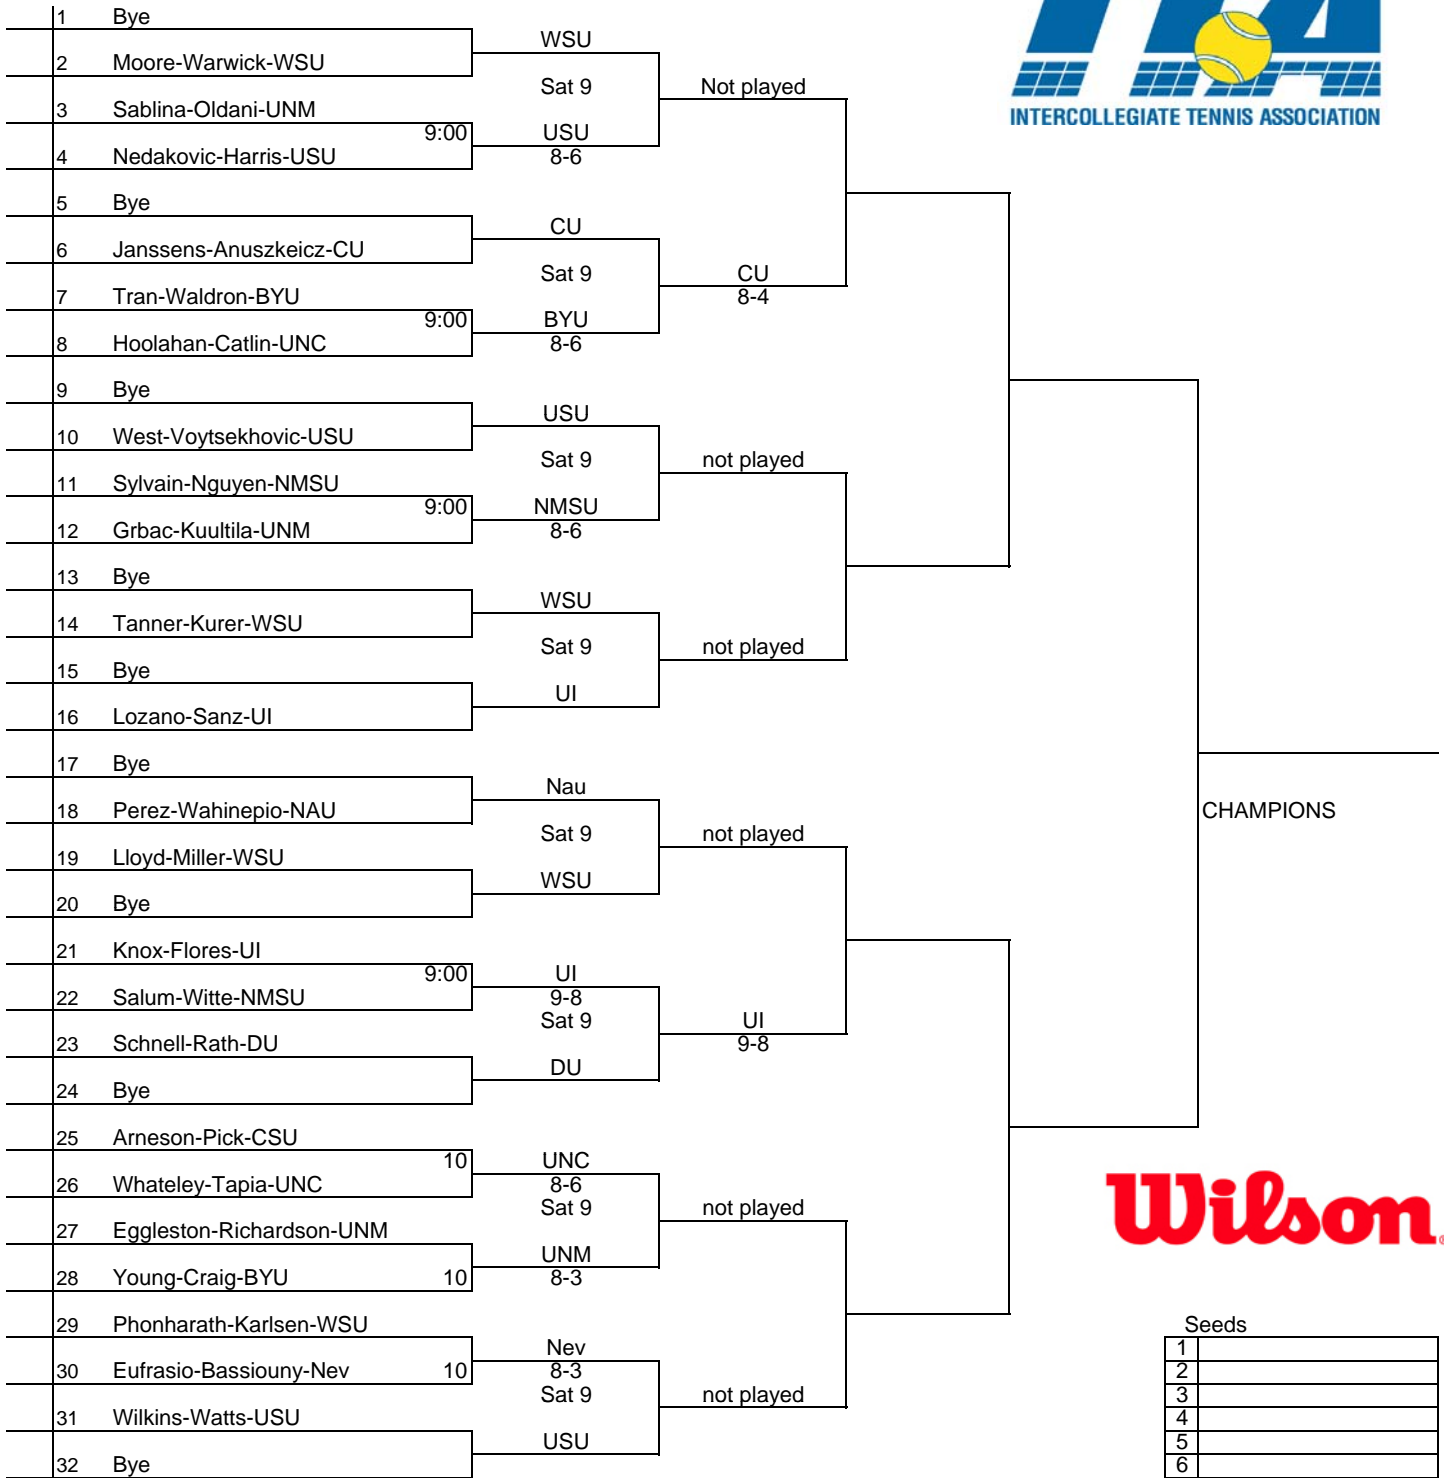 ITA
INTERCOLLEGIATE TENNIS ASSOCIATION
1 Bye
WSU
2 Moore-Warwick-WSU
Sat 9 Not played
3 Sablina-Oldani-UNM
9:00 USU
4 Nedakovic-Harris-USU 8-6
5 Bye
CU
6 Janssens-Anuszkeicz-CU
Sat 9 CU
7 Tran-Waldron-BYU 8-4
9:00 BYU
8 Hoolahan-Catlin-UNC 8-6
9 Bye
USU
10 West-Voytsekhovic-USU
Sat 9 not played
11 Sylvain-Nguyen-NMSU
9:00 NMSU
12 Grbac-Kuultila-UNM 8-6
13 Bye
WSU
14 Tanner-Kurer-WSU
Sat 9 not played
15 Bye
UI
16 Lozano-Sanz-UI
17 Bye
Nau
18 Perez-Wahinepio-NAU CHAMPIONS
Sat 9 not played
19 Lloyd-Miller-WSU
WSU
20 Bye
21 Knox-Flores-UI
9:00 UI
22 Salum-Witte-NMSU 9-8
Sat 9 UI
23 Schnell-Rath-DU 9-8
DU
24 Bye
25 Arneson-Pick-CSU
10 UNC
26 Whateley-Tapia-UNC 8-6
Sat 9 not played
Wilson®
27 Eggleston-Richardson-UNM
UNM
28 Young-Craig-BYU 10 8-3
29 Phonharath-Karlsen-WSU Seeds
Nev 1
30 Eufrasio-Bassiouny-Nev 10 8-3 2
Sat 9 not played 3
31 Wilkins-Watts-USU 4
USU 5
32 Bye 6